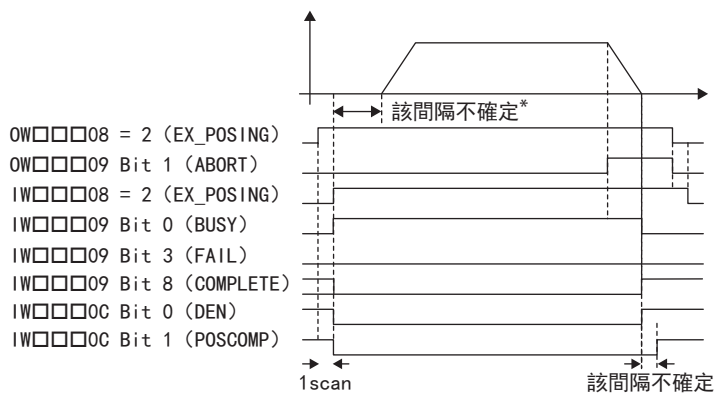 該間隔不確定*
OW□□□08 = 2 (EX_POSING)
OW□□□09 Bit 1 (ABORT)
IW□□□08 = 2 (EX_POSING)
IW□□□09 Bit 0 (BUSY)
IW□□□09 Bit 3 (FAIL)
IW□□□09 Bit 8 (COMPLETE)
IW□□□0C Bit 0 (DEN)
IW□□□0C Bit 1 (POSCOMP)
1scan 該間隔不確定